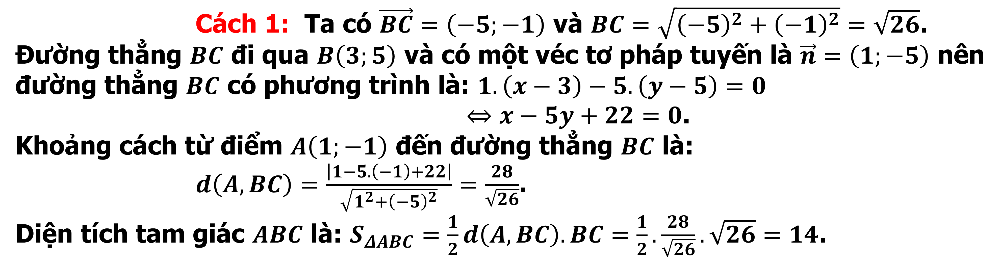 Cách 1: Ta có $\overrightarrow{BC} = (-5; -1)$ và $BC = \sqrt{(-5)^2 + (-1)^2} = \sqrt{26}$.
Đường thẳng $BC$ đi qua $B(3; 5)$ và có một véc tơ pháp tuyến là $\vec{n} = (1; -5)$ nên
đường thẳng $BC$ có phương trình là: $1.(x - 3) - 5.(y - 5) = 0$
$\Leftrightarrow x - 5y + 22 = 0$.
Khoảng cách từ điểm $A(1; -1)$ đến đường thẳng $BC$ là:
$d(A, BC) = \frac{|1-5.(-1)+22|}{\sqrt{1^2+(-5)^2}} = \frac{28}{\sqrt{26}}$.
Diện tích tam giác $ABC$ là: $S_{\Delta ABC} = \frac{1}{2} d(A, BC). BC = \frac{1}{2} . \frac{28}{\sqrt{26}} . \sqrt{26} = 14$.